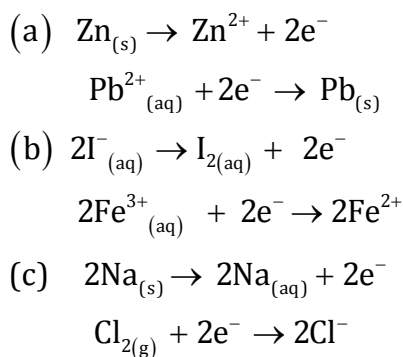 (a) Zn₍ₛ₎ → Zn²⁺ + 2e⁻
Pb²⁺₍aq₎ + 2e⁻ → Pb₍ₛ₎
(b) 2I⁻₍aq₎ → I₂₍aq₎ + 2e⁻
2Fe³⁺₍aq₎ + 2e⁻ → 2Fe²⁺
(c) 2Na₍ₛ₎ → 2Na₍aq₎ + 2e⁻
Cl₂₍g₎ + 2e⁻ → 2Cl⁻